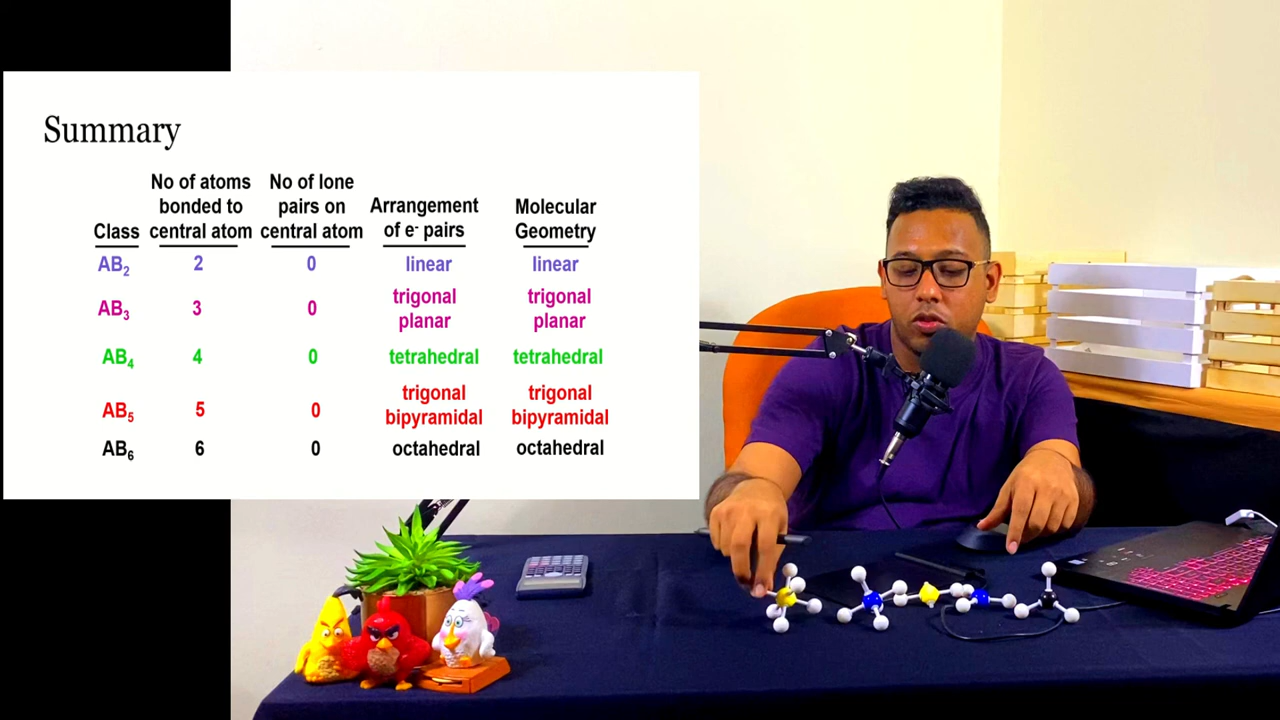 Summary
Class
No of atoms bonded to central atom
No of lone pairs on central atom
Arrangement of e- pairs
Molecular Geometry
AB2 2 0 linear linear
AB3 3 0 trigonal planar trigonal planar
AB4 4 0 tetrahedral tetrahedral
AB5 5 0 trigonal bipyramidal trigonal bipyramidal
AB6 6 0 octahedral octahedral